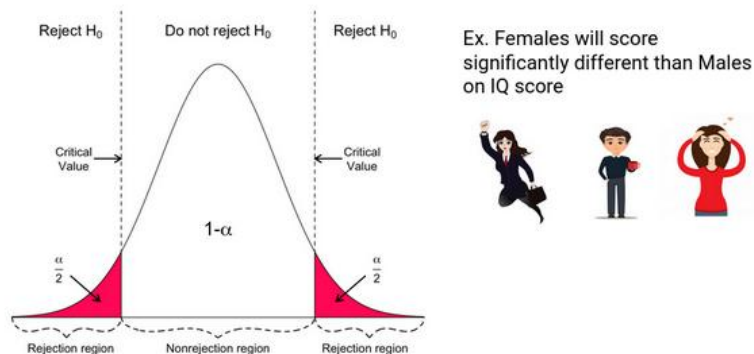 Reject H₀
Do not reject H₀
Reject H₀
Critical
Value
Critical
Value
1-α
α
2
α
2
Rejection region
Nonrejection region
Rejection region
Ex. Females will score
significantly different than Males
on IQ score